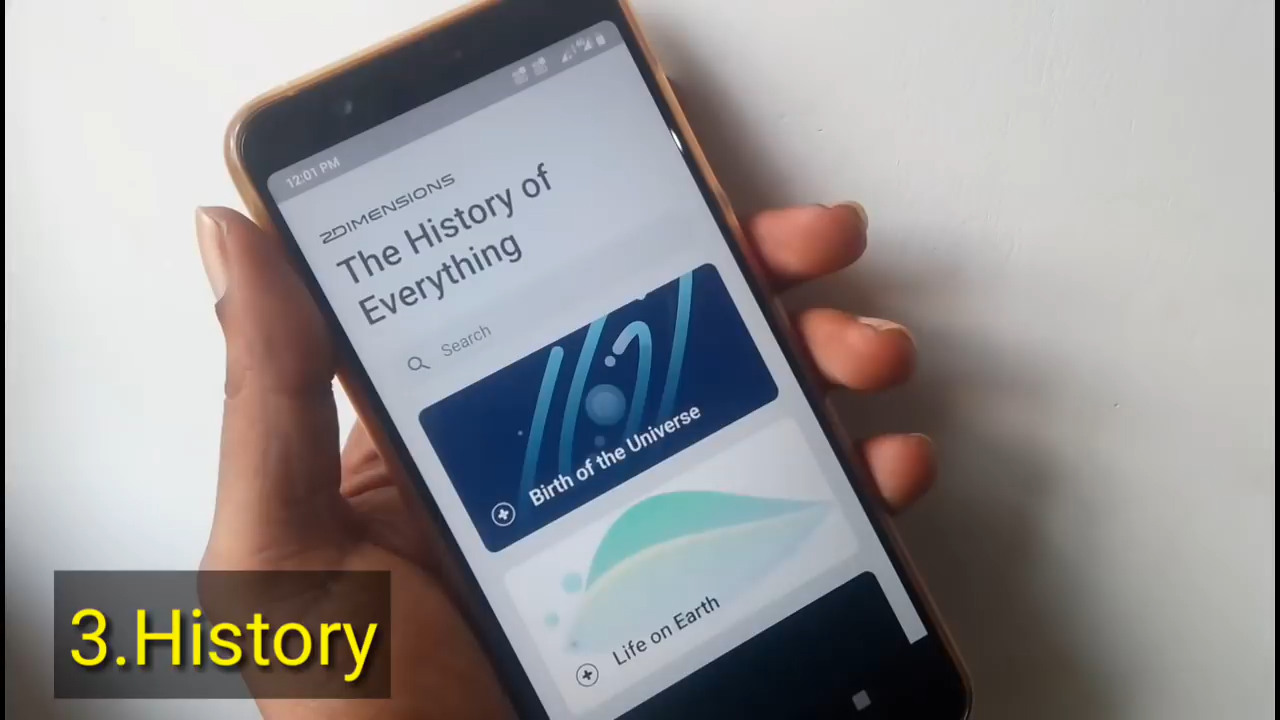 12:01 PM
2DIMENSIONS
The History of
Everything
Search
Birth of the Universe
Life on Earth
3.History